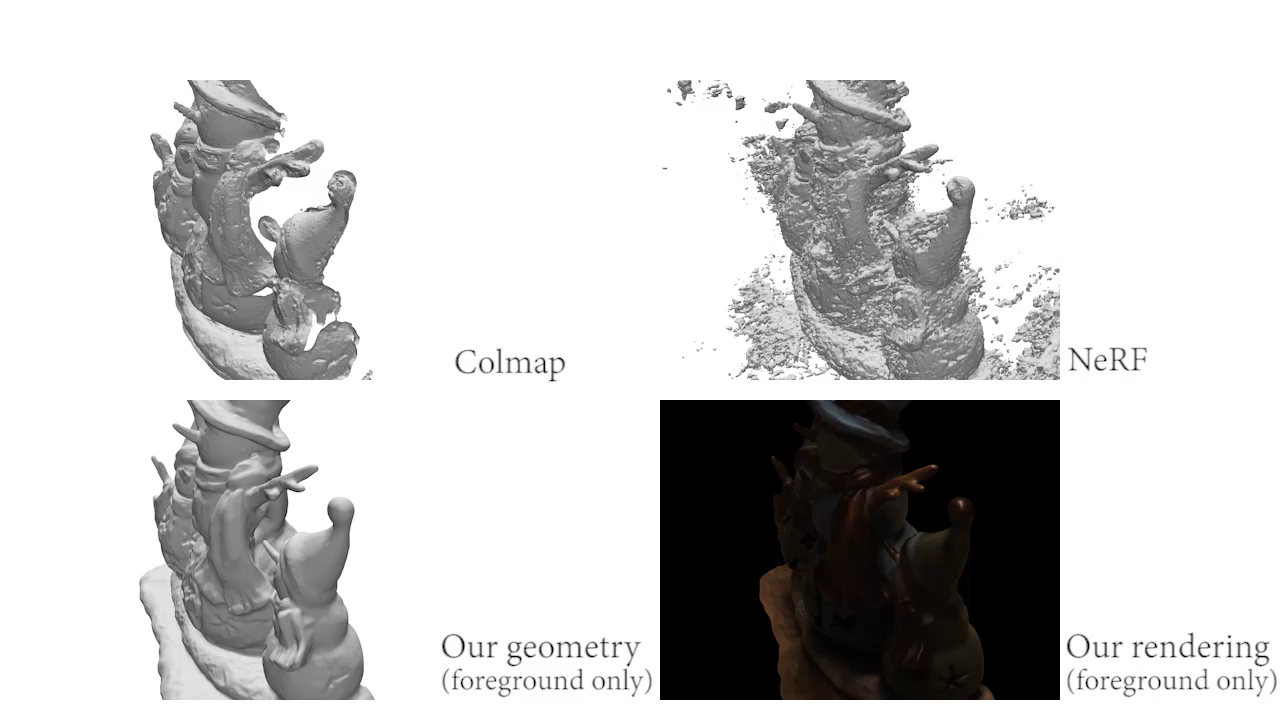 Colmap
NeRF
Our geometry
(foreground only)
Our rendering
(foreground only)